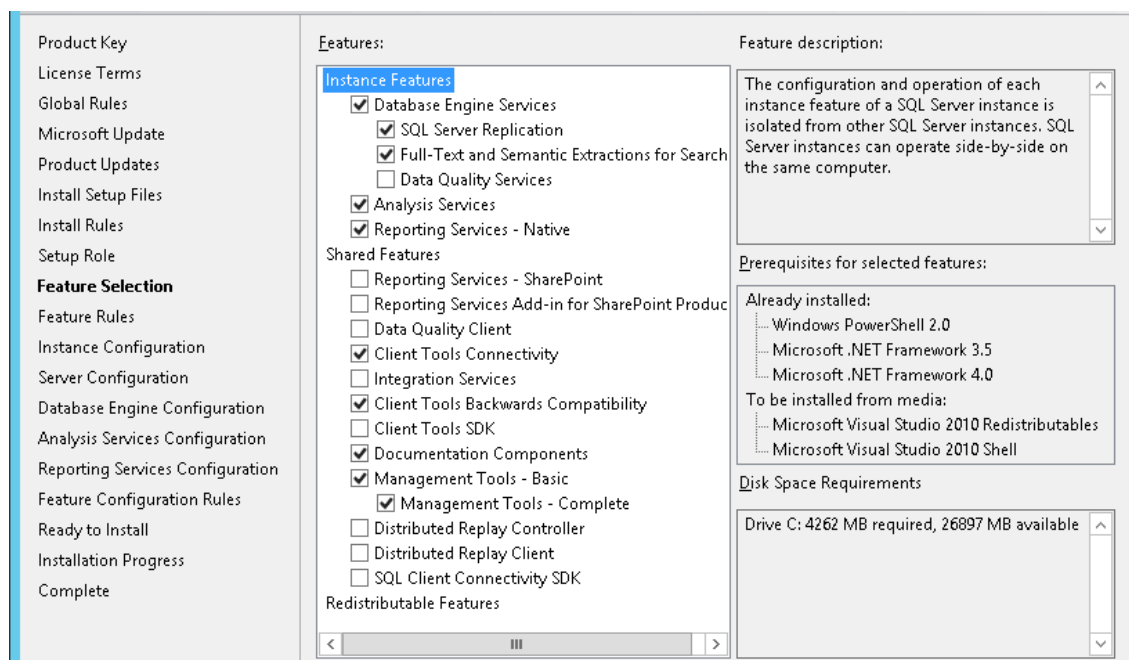 Product Key
License Terms
Global Rules
Microsoft Update
Product Updates
Install Setup Files
Install Rules
Setup Role
Feature Selection
Feature Rules
Instance Configuration
Server Configuration
Database Engine Configuration
Analysis Services Configuration
Reporting Services Configuration
Feature Configuration Rules
Ready to Install
Installation Progress
Complete
Features:
Instance Features
Database Engine Services
SQL Server Replication
Full-Text and Semantic Extractions for Search
Data Quality Services
Analysis Services
Reporting Services - Native
Shared Features
Reporting Services - SharePoint
Reporting Services Add-in for SharePoint Produc
Data Quality Client
Client Tools Connectivity
Integration Services
Client Tools Backwards Compatibility
Client Tools SDK
Documentation Components
Management Tools - Basic
Management Tools - Complete
Distributed Replay Controller
Distributed Replay Client
SQL Client Connectivity SDK
Redistributable Features
Feature description:
The configuration and operation of each
instance feature of a SQL Server instance is
isolated from other SQL Server instances. SQL
Server instances can operate side-by-side on
the same computer.
Prerequisites for selected features:
Already installed:
Windows PowerShell 2.0
Microsoft .NET Framework 3.5
Microsoft .NET Framework 4.0
To be installed from media:
Microsoft Visual Studio 2010 Redistributables
Microsoft Visual Studio 2010 Shell
Disk Space Requirements
Drive C: 4262 MB required, 26897 MB available